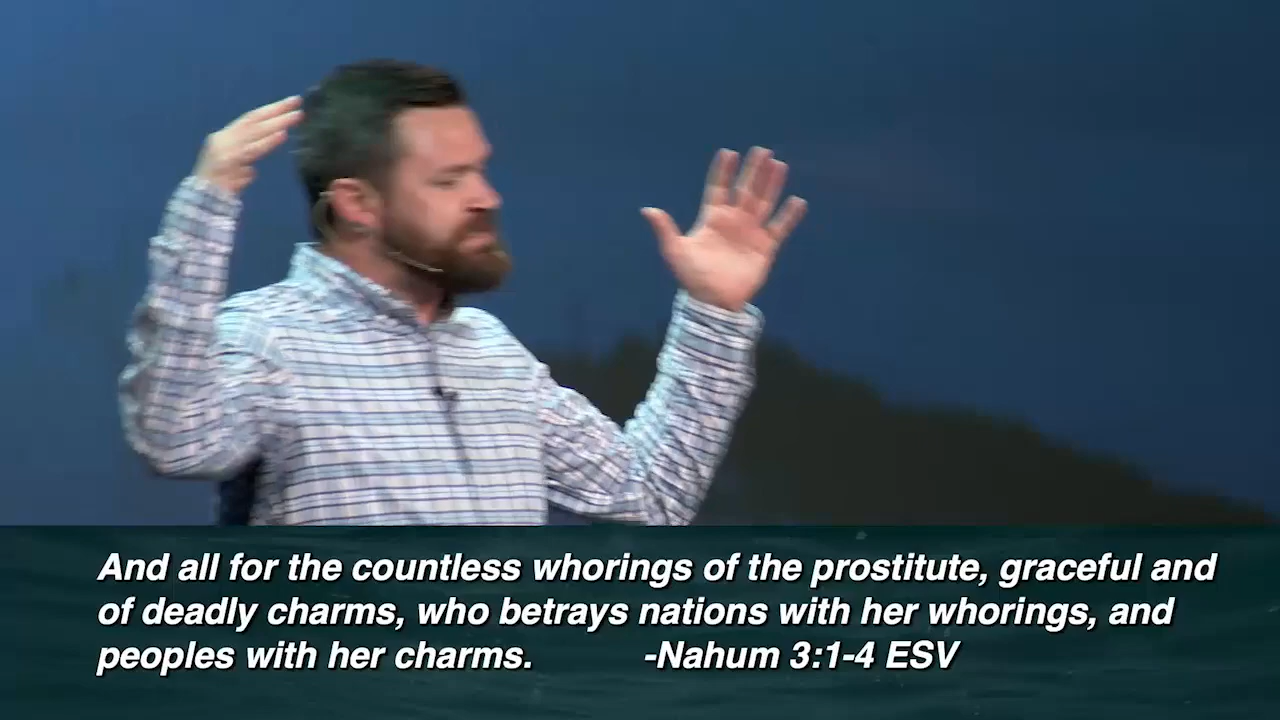 And all for the countless whorings of the prostitute, graceful and
of deadly charms, who betrays nations with her whorings, and
peoples with her charms. -Nahum 3:1-4 ESV